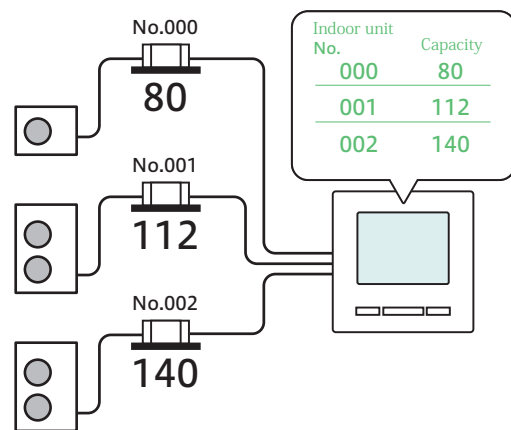 No.000
80
No.001
112
No.002
140
Indoor unit
No. Capacity
000 80
001 112
002 140